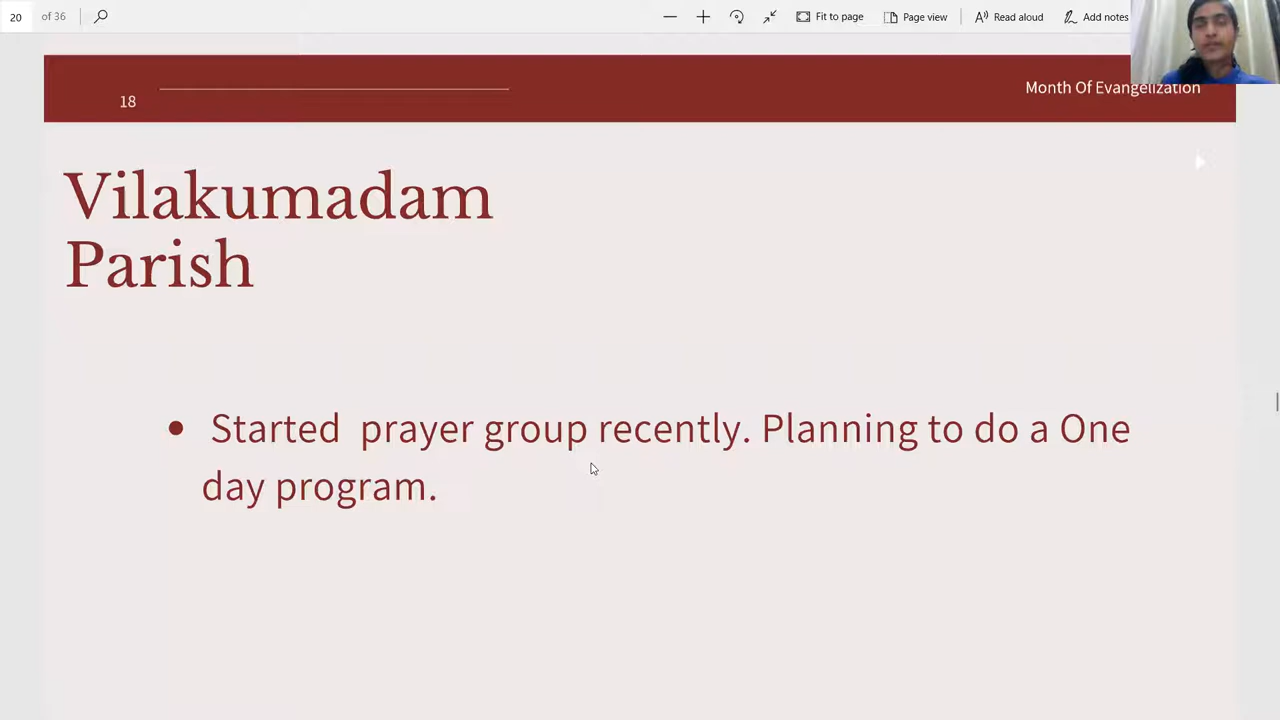 20 of 36 Fit to page Page view Read aloud Add notes
18 Month Of Evangelization
Vilakumadam
Parish
• Started prayer group recently. Planning to do a One
day program.